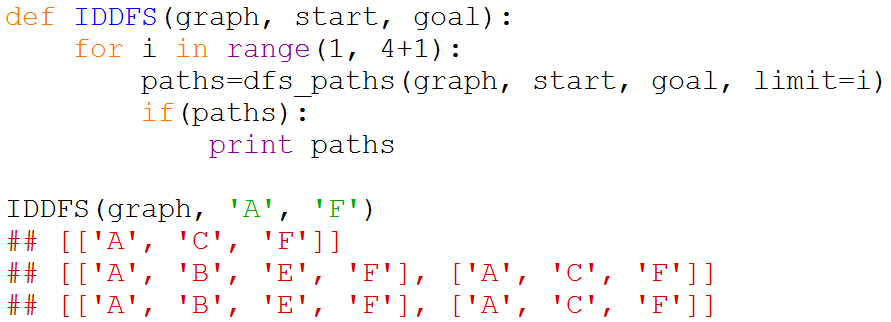 def IDDFS(graph, start, goal):
    for i in range(1, 4+1):
        paths=dfs_paths(graph, start, goal, limit=i)
        if(paths):
            print paths

IDDFS(graph, 'A', 'F')
## [['A', 'C', 'F']]
## [['A', 'B', 'E', 'F'], ['A', 'C', 'F']]
## [['A', 'B', 'E', 'F'], ['A', 'C', 'F']]